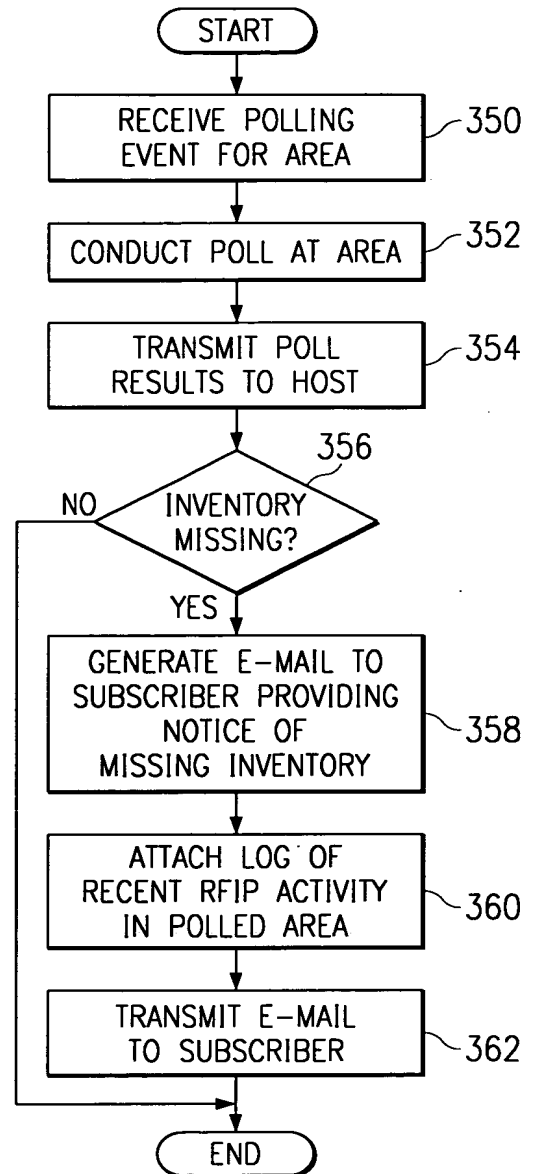 START
RECEIVE POLLING
EVENT FOR AREA
350
CONDUCT POLL AT AREA
352
TRANSMIT POLL
RESULTS TO HOST
354
356
INVENTORY
MISSING?
NO
YES
GENERATE E-MAIL TO
SUBSCRIBER PROVIDING
NOTICE OF
MISSING INVENTORY
358
ATTACH LOG OF
RECENT RFIP ACTIVITY
IN POLLED AREA
360
TRANSMIT E-MAIL
TO SUBSCRIBER
362
END